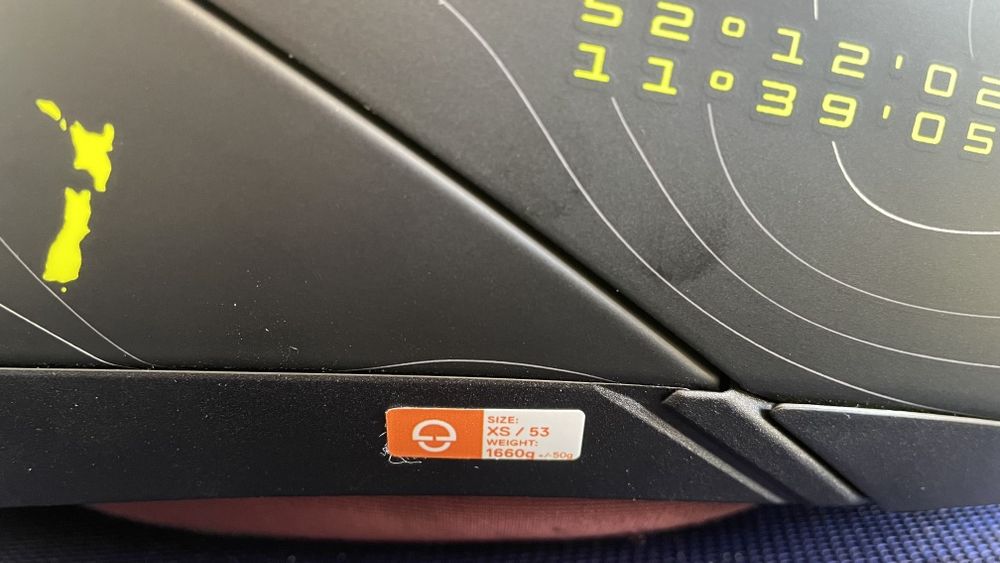 52°12'02
11°39'05
SIZE:
XS / 53
WEIGHT:
1660g +/-50g